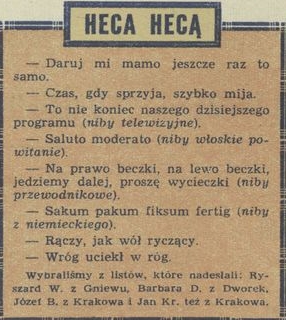 HECA HECĄ
— Daruj mi mamo jeszcze raz to
samo.
— Czas, gdy sprzyja, szybko mija.
— To nie koniec naszego dzisiejszego
programu (niby telewizyjne).
— Saluto moderato (niby włoskie po-
witanie).
— Na prawo beczki, na lewo beczki,
jedziemy dalej, proszę wycieczki (niby
przewodnikowe).
— Sakum pakum fiksum fertig (niby
z niemieckiego).
— Rączy, jak wół ryczący.
— Wróg uciekł w róg.
Wybraliśmy z listów, które nadesłali: Ry-
szard W. z Gniewu, Barbara D. z Dworek,
Józef B. z Krakowa i Jan Kr. też z Krakowa.